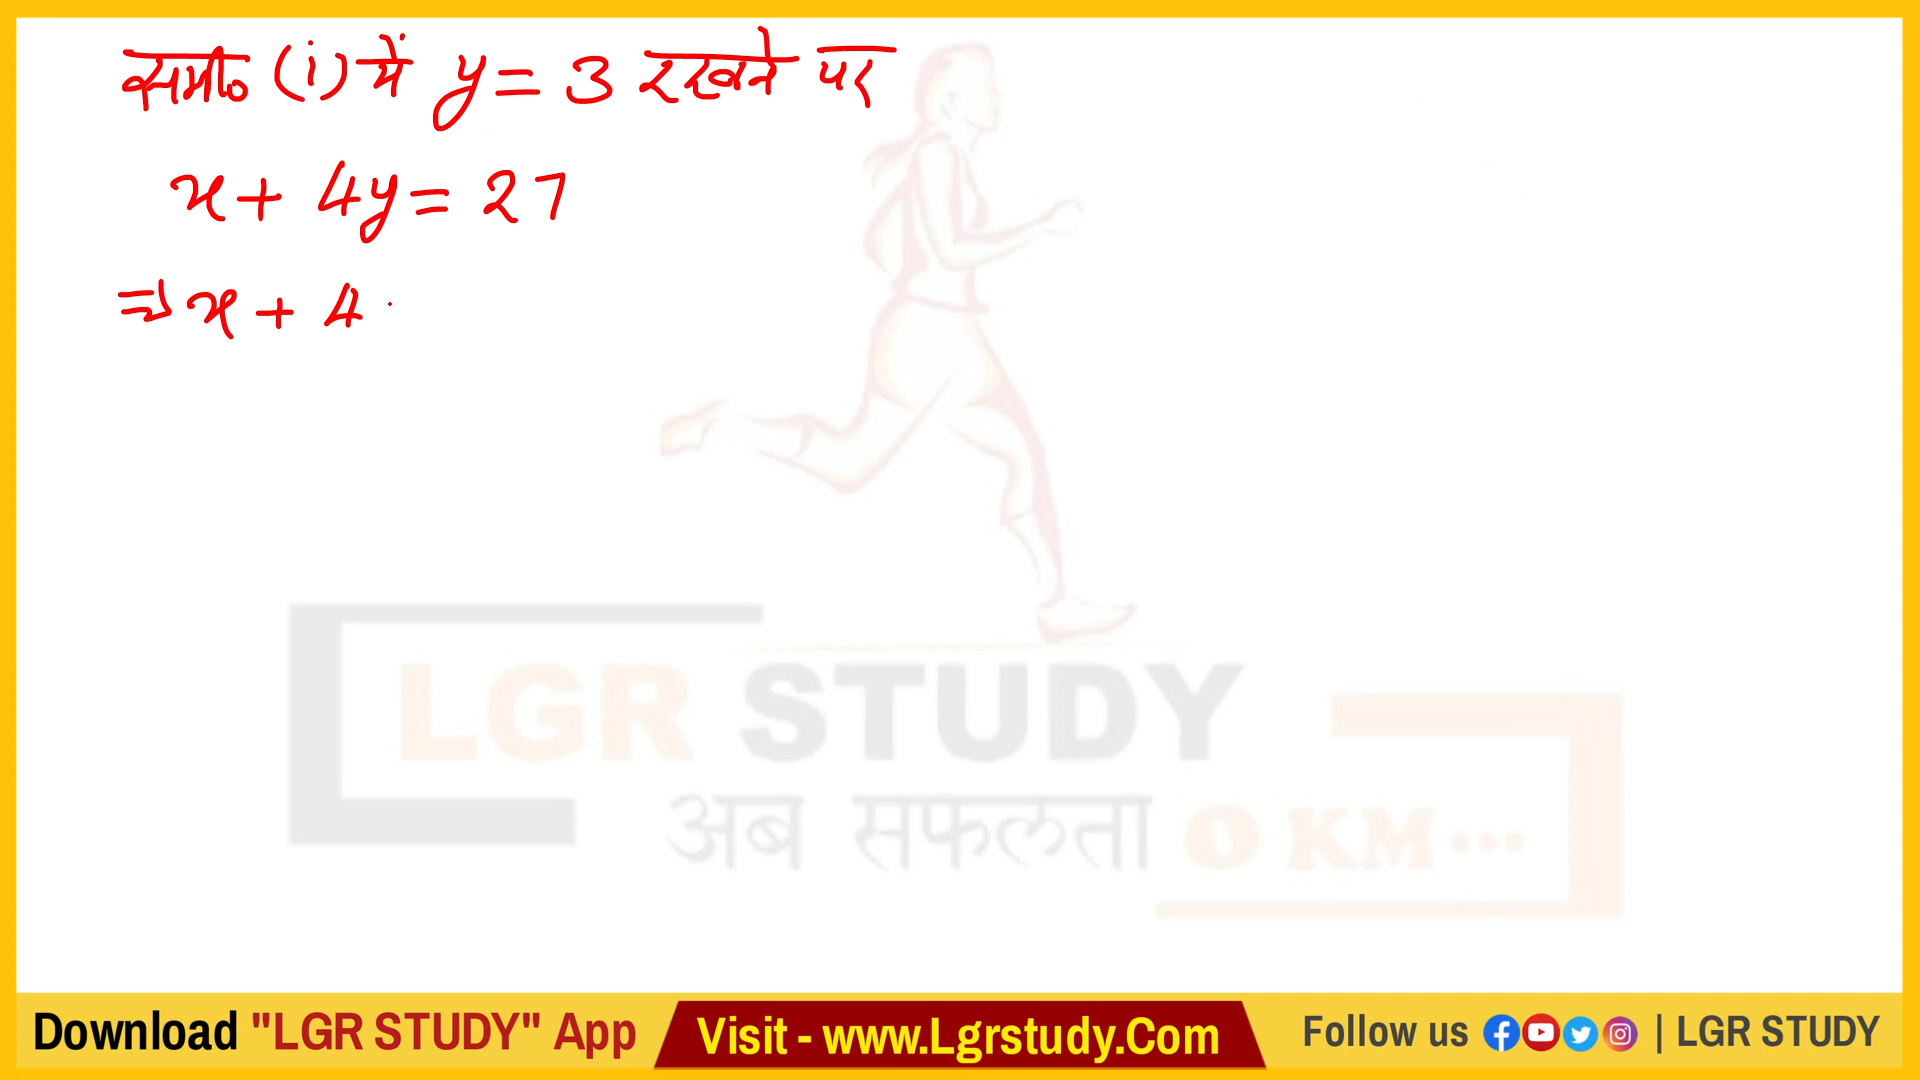 समी० (i) में y = 3 रखने पर
x + 4y = 27
⇒ x + 4 ·
LGR STUDY
अब सफलता 0 KM...
Download "LGR STUDY" App
Visit - www.Lgrstudy.Com
Follow us | LGR STUDY